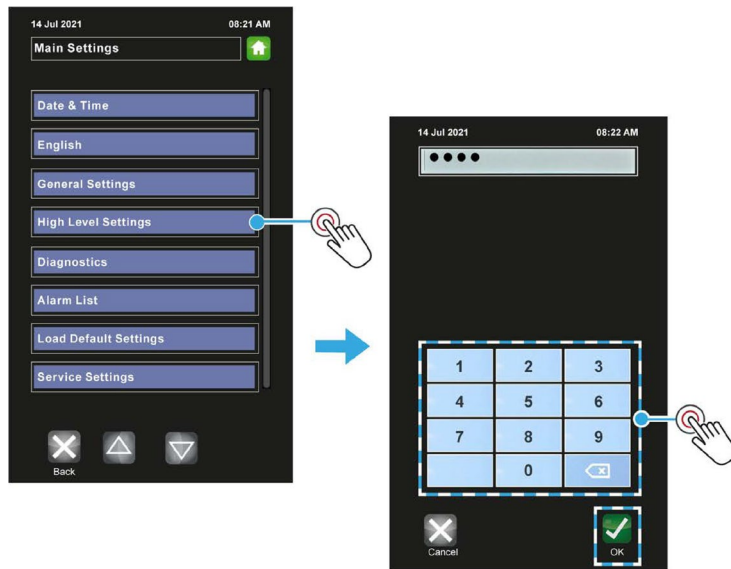 14 Jul 2021 08:21 AM
Main Settings
Date & Time
English
General Settings
High Level Settings
Diagnostics
Alarm List
Load Default Settings
Service Settings
Back
14 Jul 2021 08:22 AM
1 2 3
4 5 6
7 8 9
0
Cancel OK